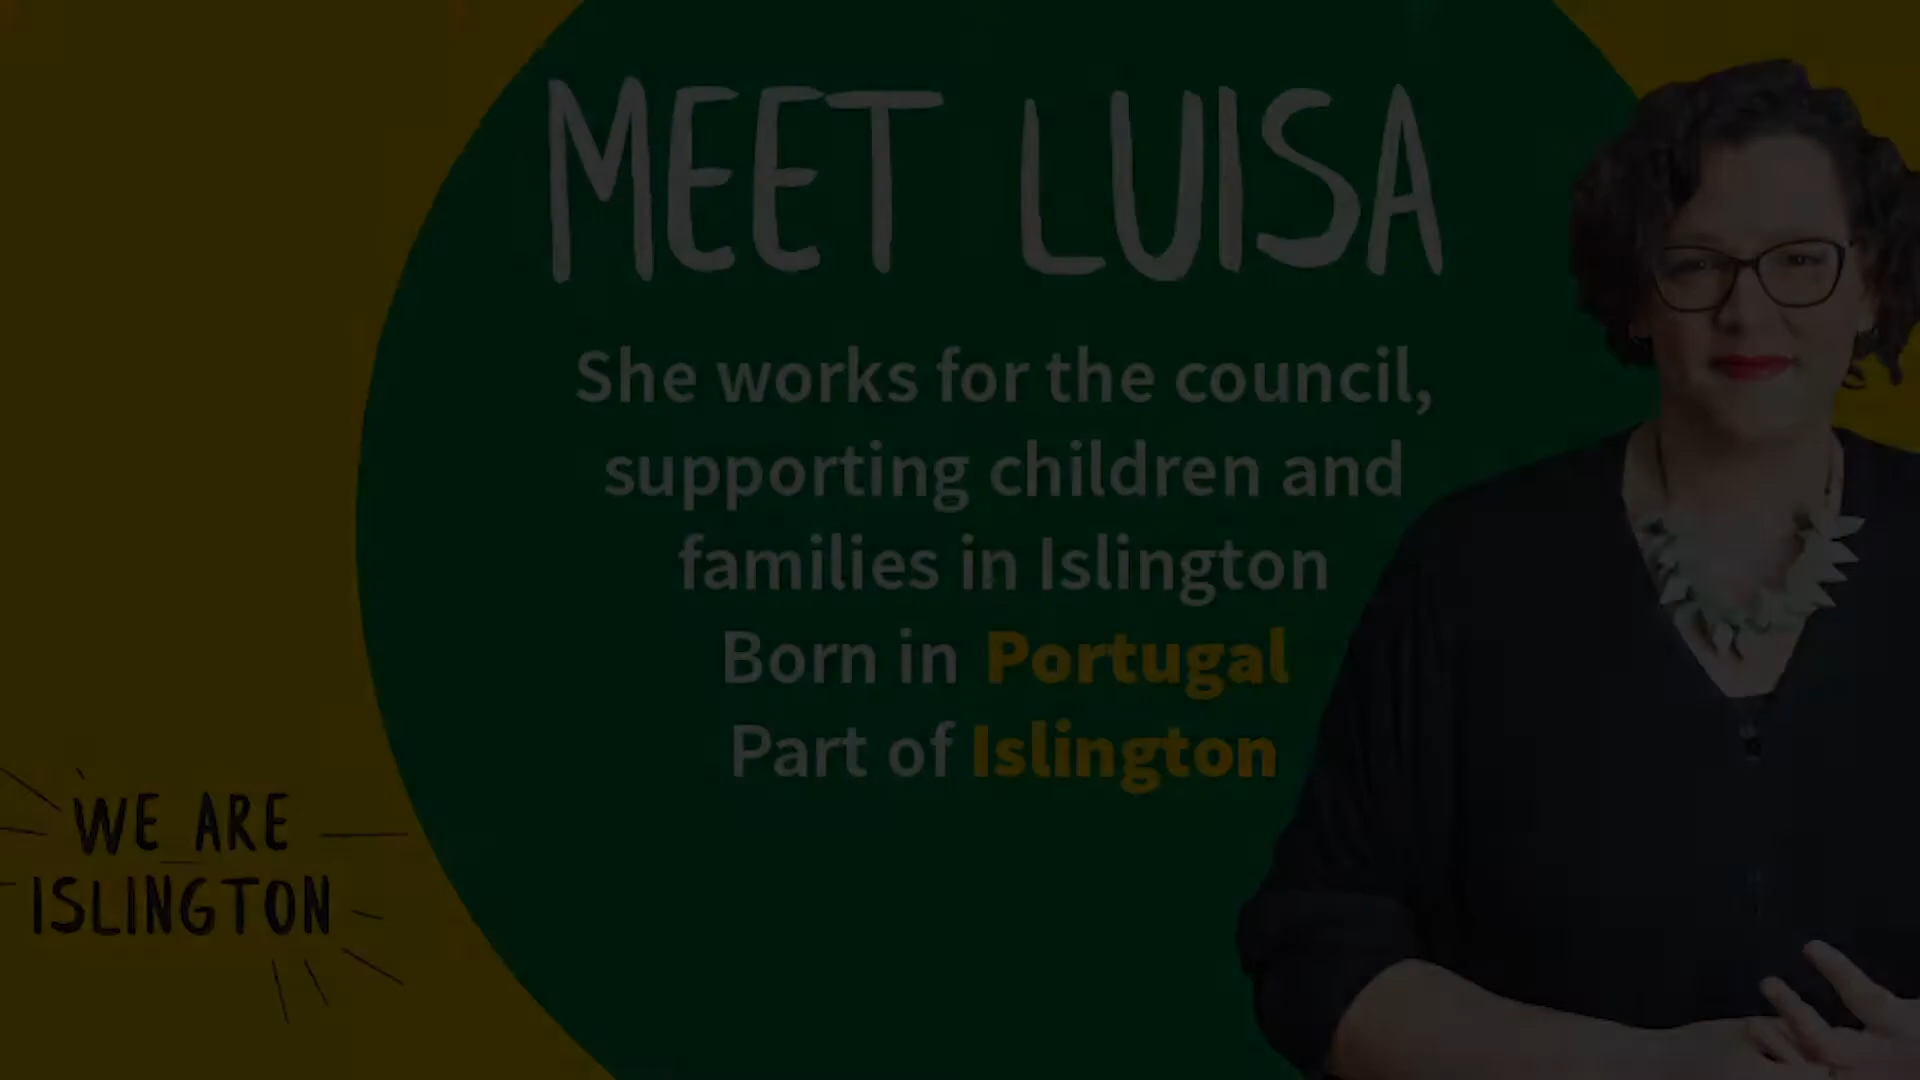 MEET LUISA
She works for the council,
supporting children and
families in Islington
Born in Portugal
Part of Islington
WE ARE
ISLINGTON